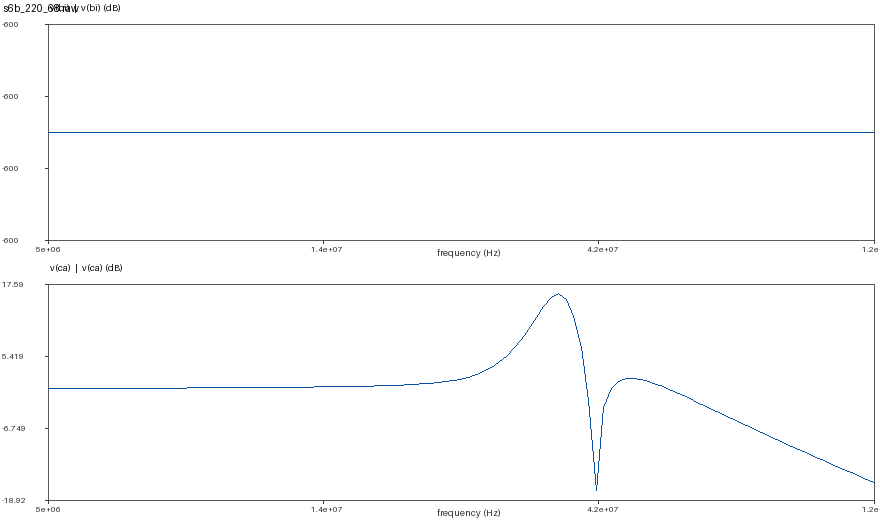 v(bi) (dB)
-600
-600
-600
-600
5e+06
1.4e+07
4.2e+07
1.2e
frequency (Hz)
v(ca) | v(ca) (dB)
17.59
5.419
-6.749
-18.92
5e+06
1.4e+07
4.2e+07
1.2e
frequency (Hz)